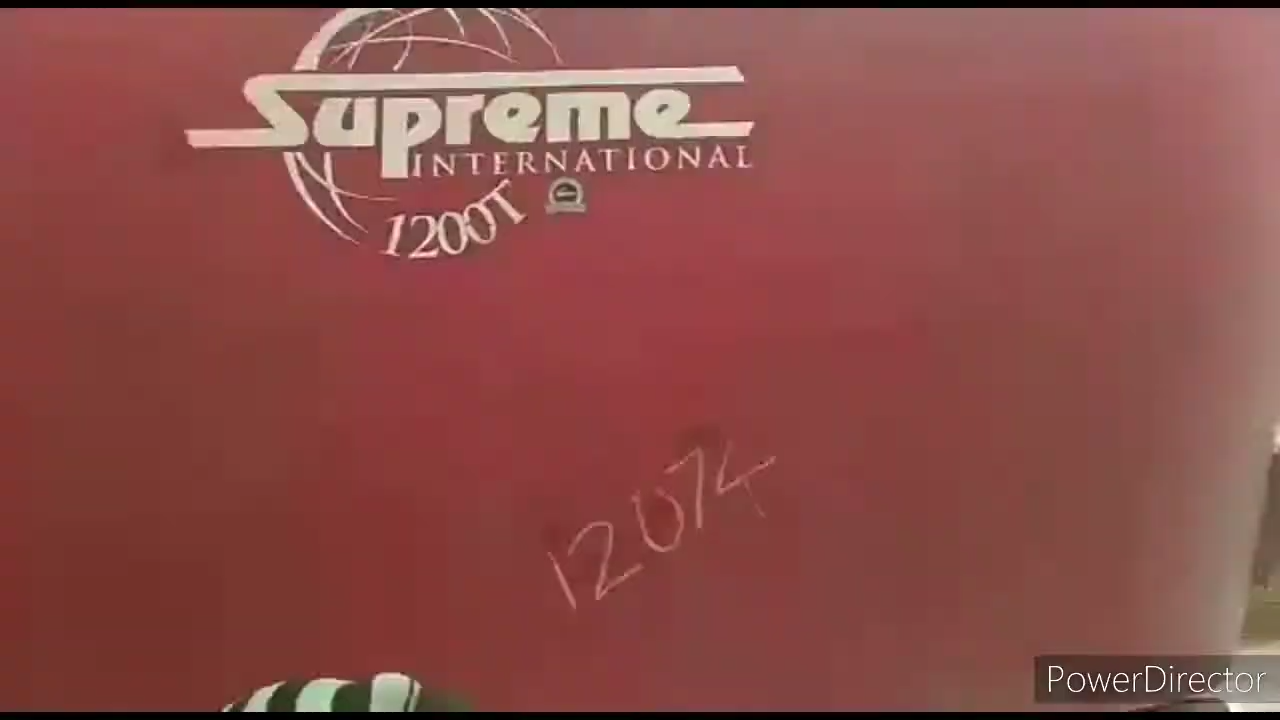 Supreme
INTERNATIONAL
1200T
12074
PowerDirector